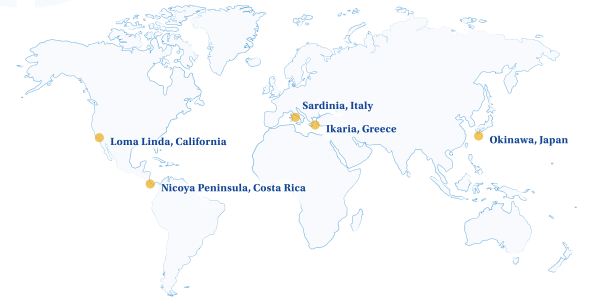 Sardinia, Italy
Ikaria, Greece
Loma Linda, California
Okinawa, Japan
Nicoya Peninsula, Costa Rica